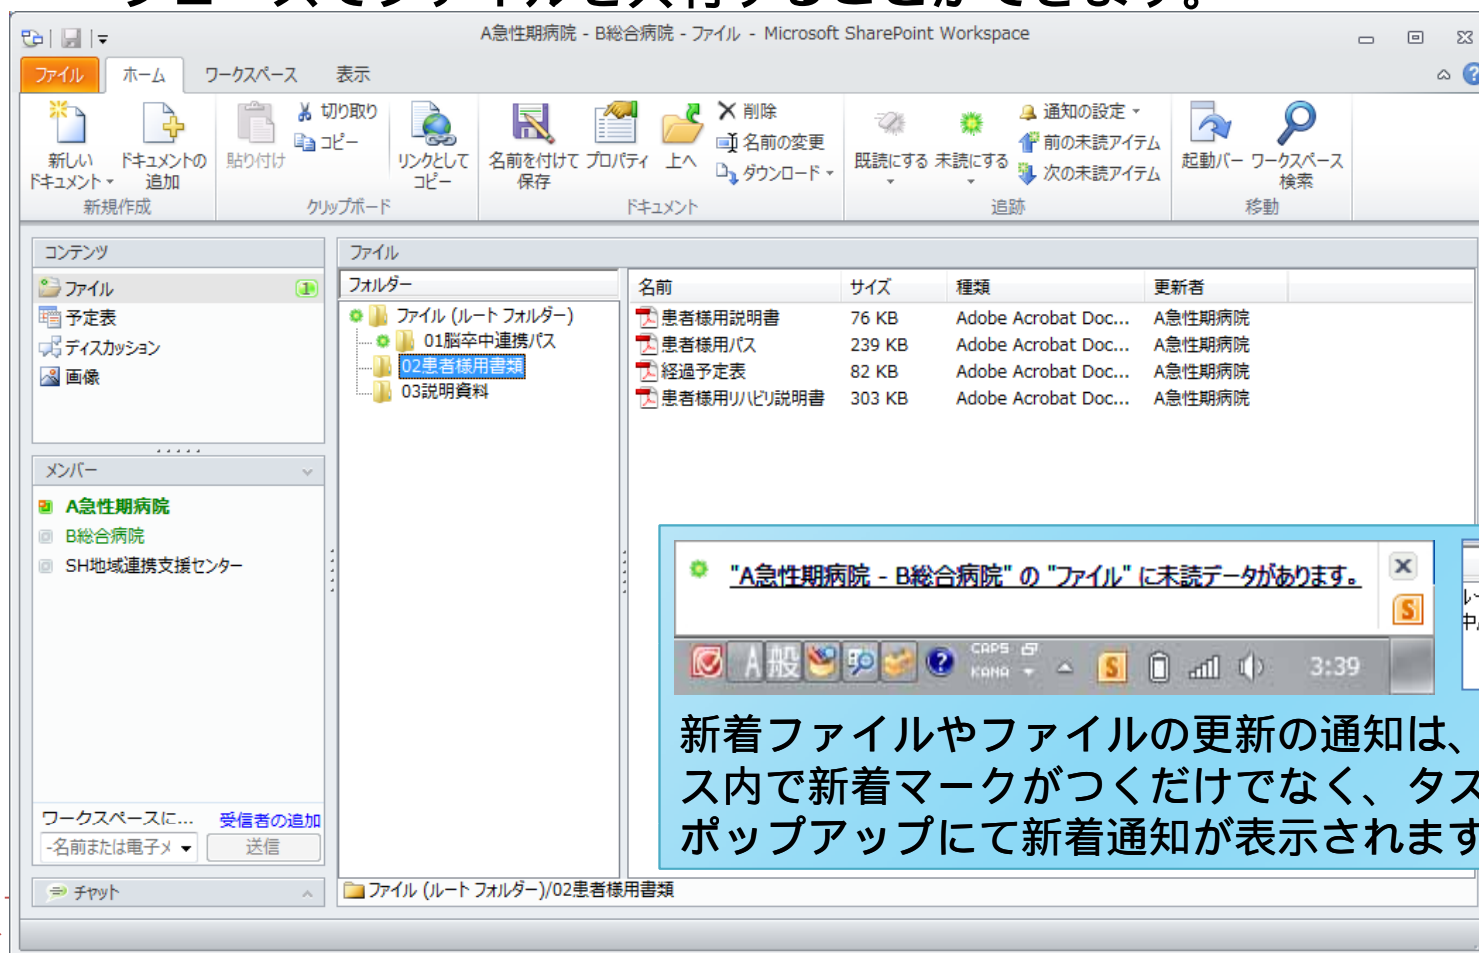 フェースでファイルを共有することができます。
A急性期病院 - B総合病院 - ファイル - Microsoft SharePoint Workspace
ファイル ホーム ワークスペース 表示
新しい
ドキュメント
ドキュメントの
追加
新規作成
貼り付け
切り取り
コピー
リンクとして
コピー
クリップボード
名前を付けて
保存
プロパティ
上へ
削除
名前の変更
ダウンロード
ドキュメント
既読にする
未読にする
通知の設定
前の未読アイテム
次の未読アイテム
追跡
起動バー
ワークスペース
検索
移動
コンテンツ
ファイル 1
予定表
ディスカッション
画像
メンバー
A急性期病院
B総合病院
SH地域連携支援センター
ワークスペースに... 受信者の追加
-名前または電子メ 送信
チャット
ファイル
フォルダー
ファイル (ルート フォルダー)
01脳卒中連携パス
02患者様用書類
03説明資料
名前 サイズ 種類 更新者
患者様用説明書 76 KB Adobe Acrobat Doc... A急性期病院
患者様用パス 239 KB Adobe Acrobat Doc... A急性期病院
経過予定表 82 KB Adobe Acrobat Doc... A急性期病院
患者様用リハビリ説明書 303 KB Adobe Acrobat Doc... A急性期病院
"A急性期病院 - B総合病院" の "ファイル" に未読データがあります。
A 般 CAPS KANA 3:39
新着ファイルやファイルの更新の通知は、
ス内で新着マークがつくだけでなく、タス
ポップアップにて新着通知が表示されます
ファイル (ルート フォルダー)/02患者様用書類